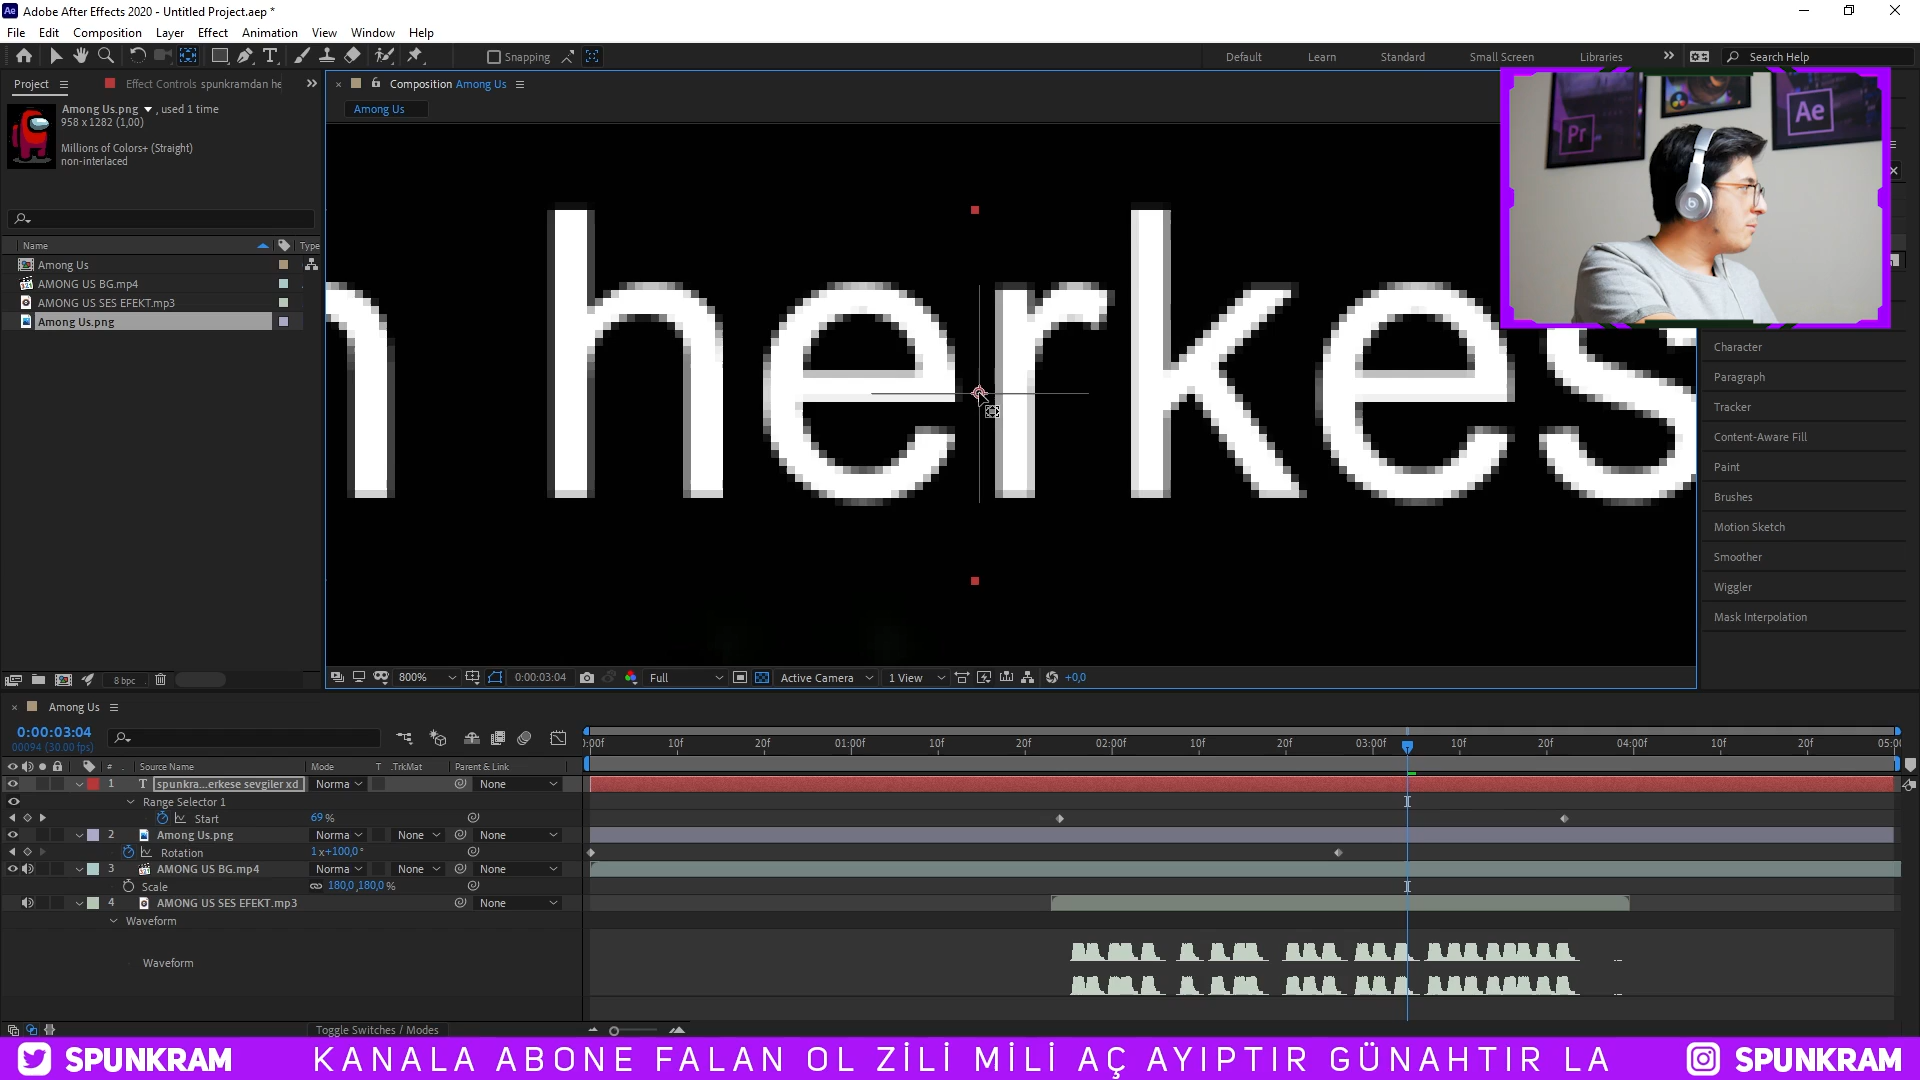 Ae Adobe After Effects 2020 - Untitled Project.aep *
File Edit Composition Layer Effect Animation View Window Help
Snapping
Default Learn Standard Small Screen Libraries Search Help
Project Effect Controls spunkramdan he
Composition Among Us
Among Us
Among Us.png , used 1 time
958 x 1282 (1,00)
Millions of Colors+ (Straight)
non-interlaced
Name Type
Among Us
AMONG US BG.mp4
AMONG US SES EFEKT.mp3
Among Us.png
n herkes
Pr
Ae
Character
Paragraph
Tracker
Content-Aware Fill
Paint
Brushes
Motion Sketch
Smoother
Wiggler
Mask Interpolation
8 bpc
800% 0:00:03:04 Full Active Camera 1 View +0,0
Among Us
0:00:03:04
00094 (30.00 fps)
# Source Name Mode T .TrkMat Parent & Link
):00f 10f 20f 01:00f 10f 20f 02:00f 10f 20f 03:00f 10f 20f 04:00f 10f 20f 05:00
1 T spunkra...erkese sevgiler xd Norma None
Range Selector 1
Start 69 %
2 Among Us.png Norma None None
Rotation 1x+100,0°
3 AMONG US BG.mp4 Norma None None
Scale 180,0,180,0 %
4 AMONG US SES EFEKT.mp3 None
Waveform
Waveform
Toggle Switches / Modes
SPUNKRAM KANALA ABONE FALAN OL ZİLİ MİLİ AÇ AYIPTIR GÜNAHTIR LA SPUNKRAM